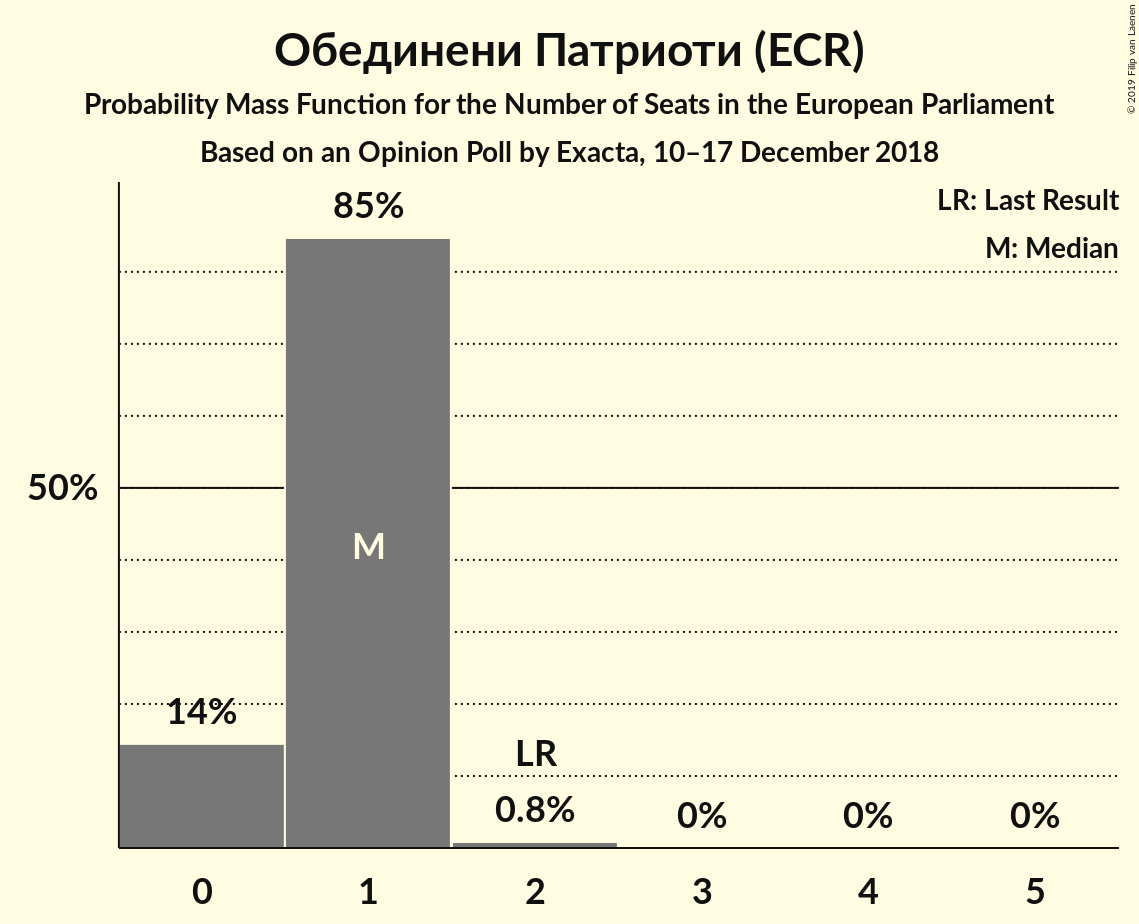 Обединени Патриоти (ECR)
Probability Mass Function for the Number of Seats in the European Parliament
Based on an Opinion Poll by Exacta, 10–17 December 2018
© 2019 Filip van Laenen
LR: Last Result
M: Median
85%
50%
M
14%
LR
0.8%
0%
0%
0%
0
1
2
3
4
5